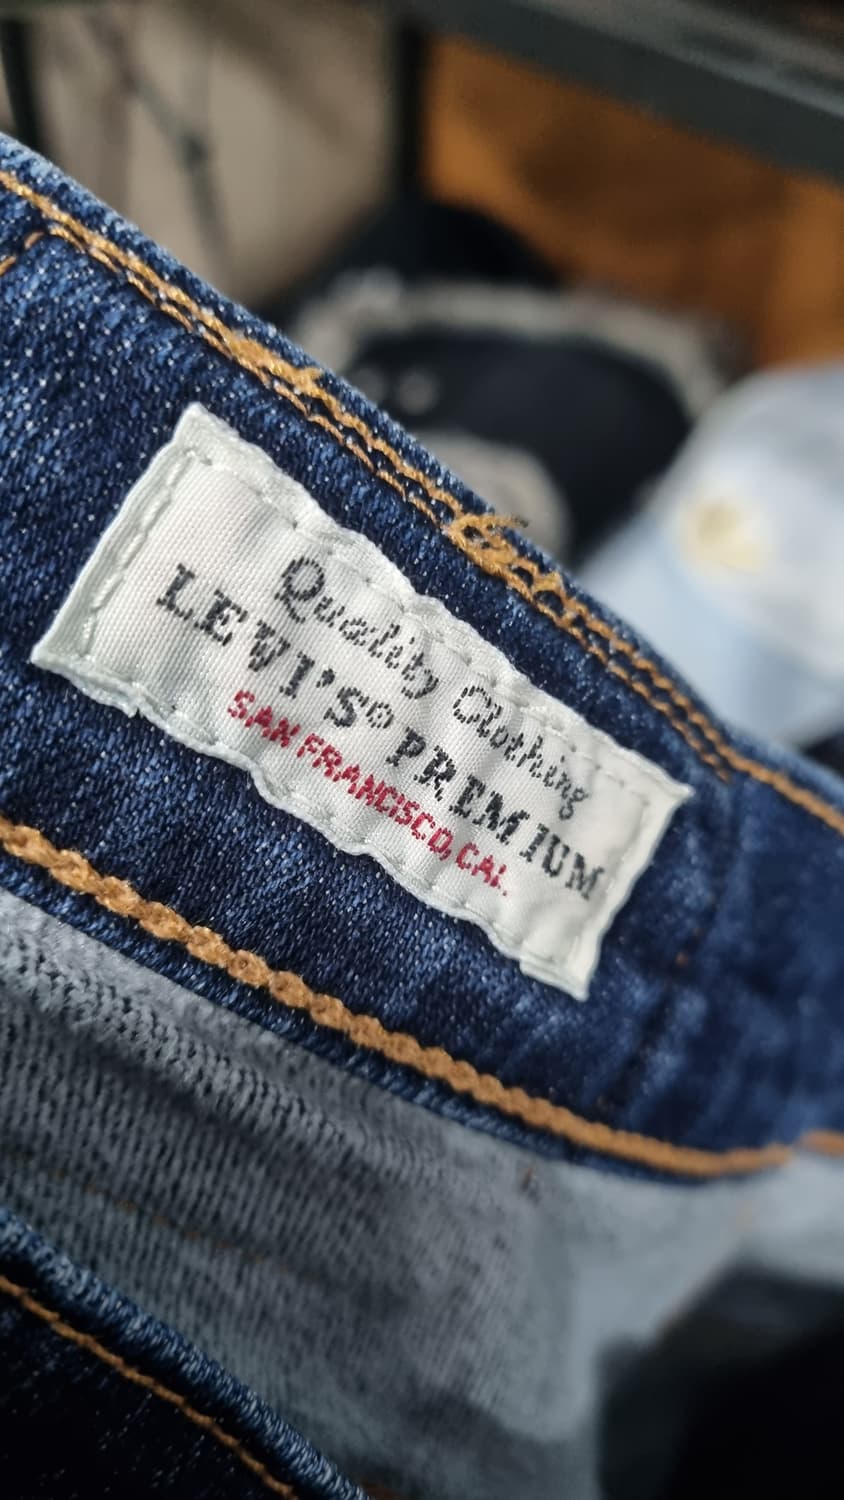 Quality Clothing
LEVI'S® PREMIUM
SAN FRANCISCO, CAL.